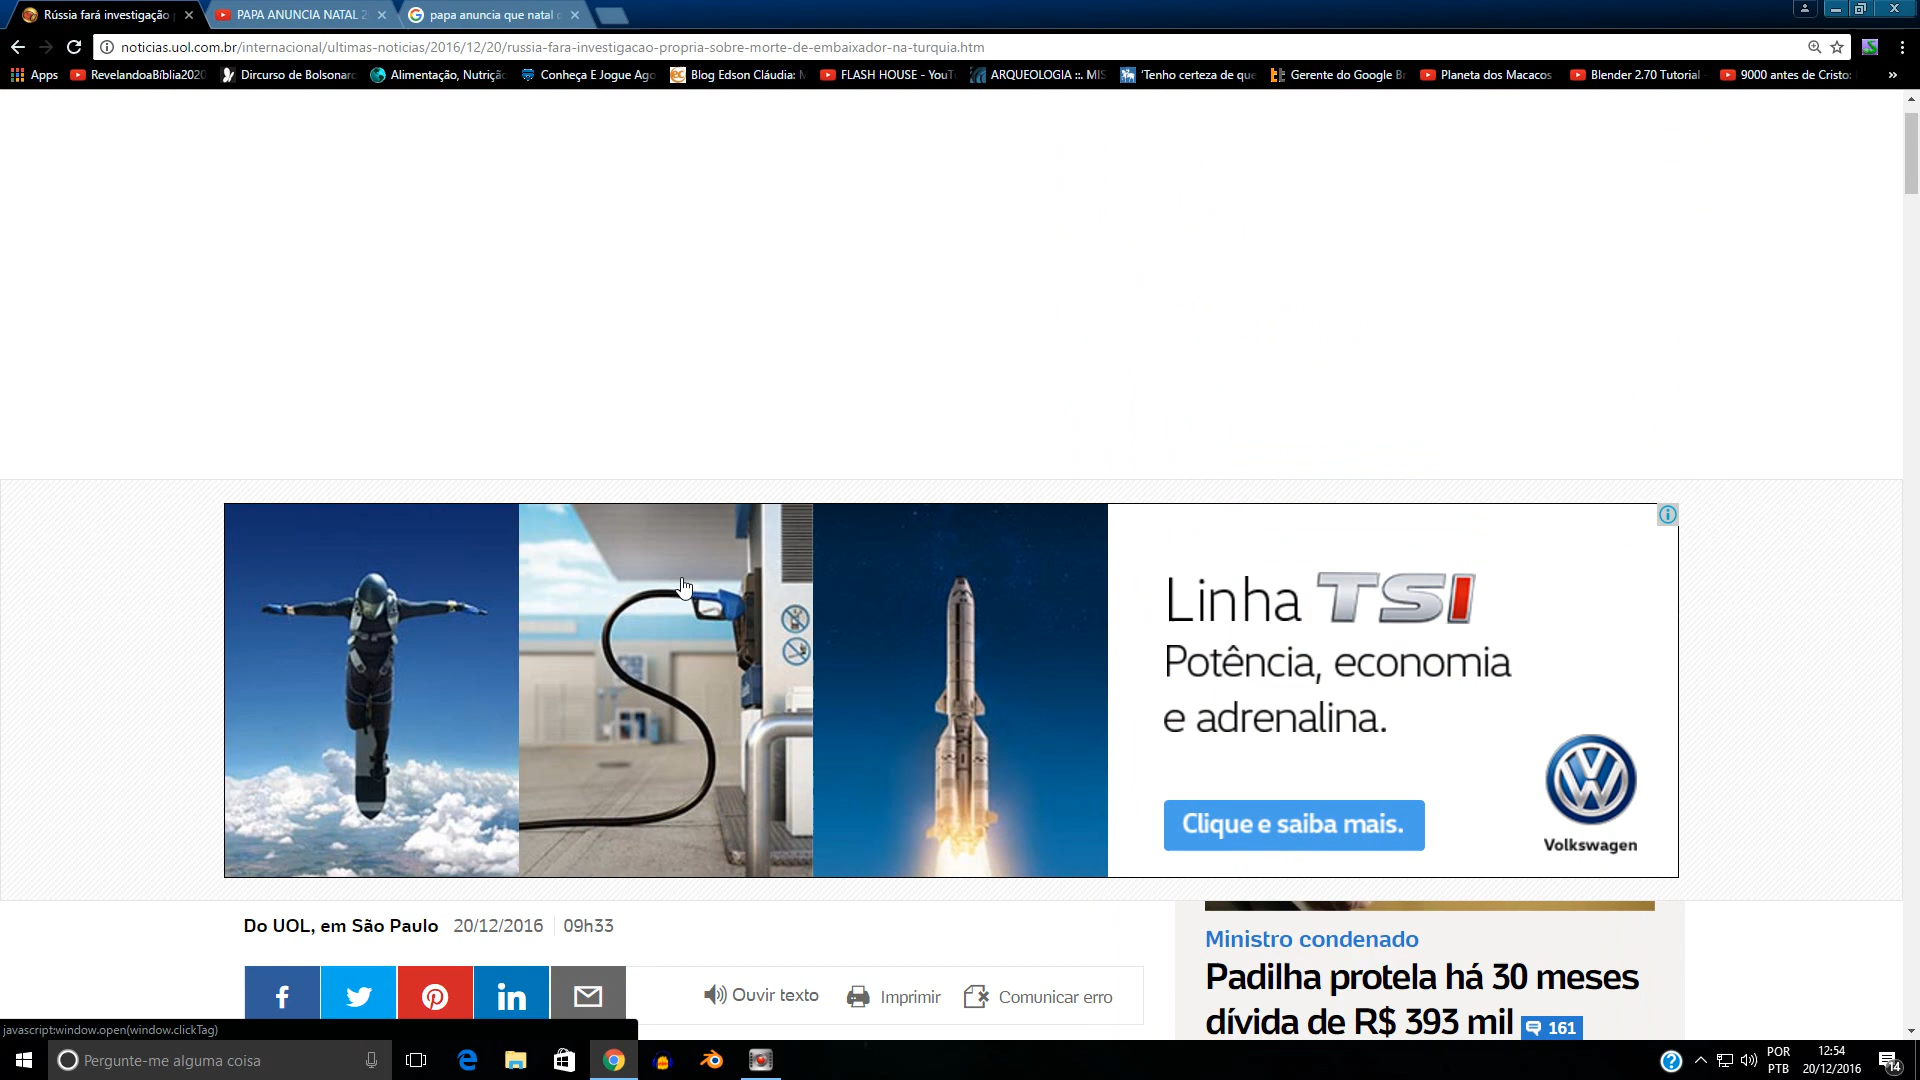 Rússia fará investigação
PAPA ANUNCIA NATAL 2
papa anuncia que natal
noticias.uol.com.br/internacional/ultimas-noticias/2016/12/20/russia-fara-investigacao-propria-sobre-morte-de-embaixador-na-turquia.htm
Apps
RevelandoaBíblia2020
Dircurso de Bolsonaro
Alimentação, Nutriçã
Conheça E Jogue Ago
Blog Edson Cláudia:
FLASH HOUSE - YouT
ARQUEOLOGIA ::. MIS
'Tenho certeza de que
Gerente do Google B
Planeta dos Macacos
Blender 2.70 Tutorial
9000 antes de Cristo:
»
Linha TSI
Potência, economia
e adrenalina.
Clique e saiba mais.
Volkswagen
Do UOL, em São Paulo 20/12/2016 09h33
Ouvir texto
Imprimir
Comunicar erro
Ministro condenado
Padilha protela há 30 meses
dívida de R$ 393 mil 161
javascript:window.open(window.clickTag)
Pergunte-me alguma coisa
POR
PTB
12:54
20/12/2016
14